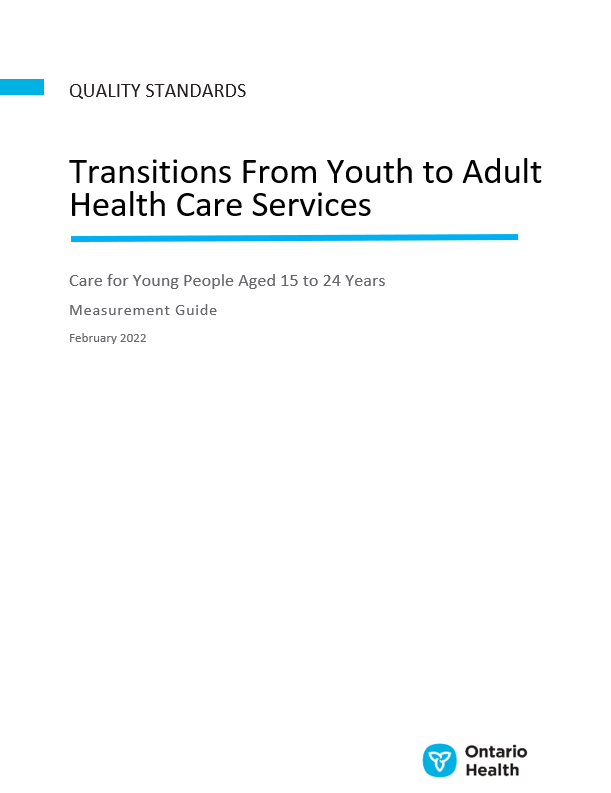 QUALITY STANDARDS
Transitions From Youth to Adult
Health Care Services
Care for Young People Aged 15 to 24 Years
Measurement Guide
February 2022
Ontario
Health